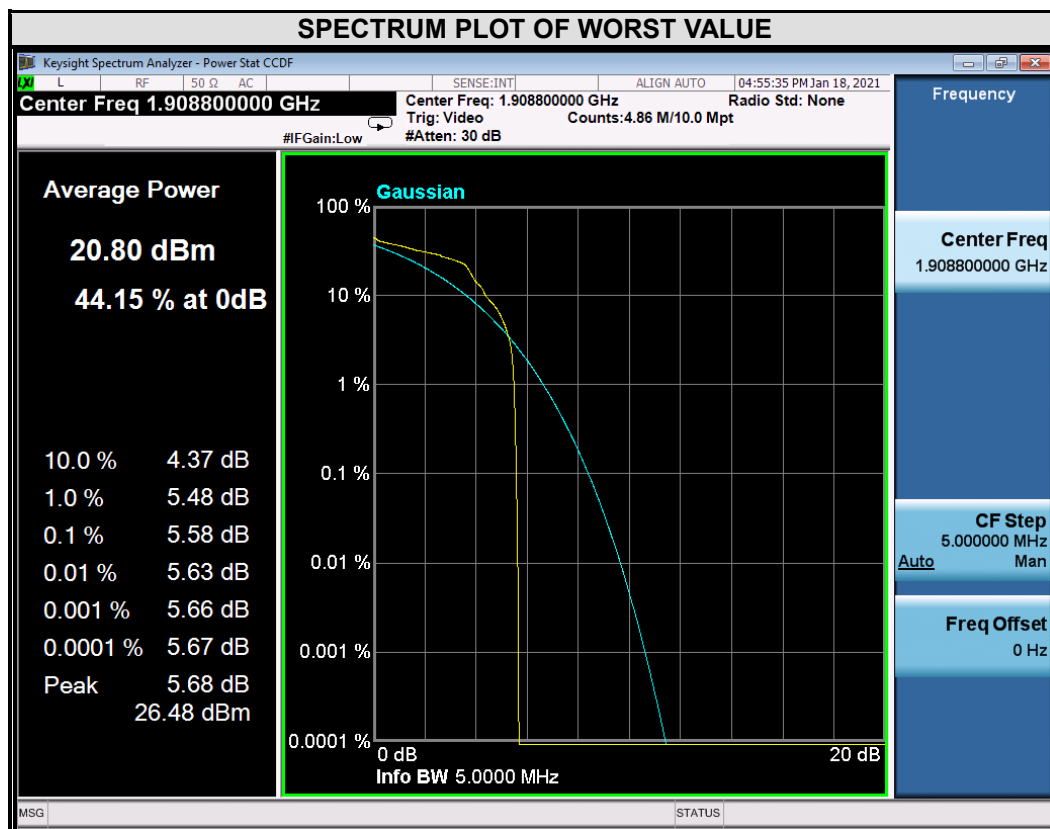 SPECTRUM PLOT OF WORST VALUE
Keysight Spectrum Analyzer - Power Stat CCDF
LXI L RF 50 Ω AC SENSE:INT ALIGN AUTO 04:55:35 PM Jan 18, 2021
Center Freq 1.908800000 GHz
Center Freq: 1.908800000 GHz Radio Std: None
Trig: Video Counts:4.86 M/10.0 Mpt
#IFGain:Low #Atten: 30 dB
Frequency
Average Power
20.80 dBm
44.15 % at 0dB
10.0 % 4.37 dB
1.0 % 5.48 dB
0.1 % 5.58 dB
0.01 % 5.63 dB
0.001 % 5.66 dB
0.0001 % 5.67 dB
Peak 5.68 dB
26.48 dBm
Gaussian
100 %
10 %
1 %
0.1 %
0.01 %
0.001 %
0.0001 %
0 dB 20 dB
Info BW 5.0000 MHz
Center Freq
1.908800000 GHz
CF Step
5.000000 MHz
Auto Man
Freq Offset
0 Hz
MSG STATUS